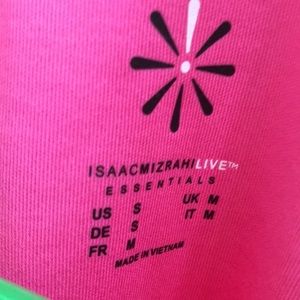 ISAACMIZRAHILIVE™
ESSENTIALS
US S UK M
DE S IT M
FR M
MADE IN VIETNAM